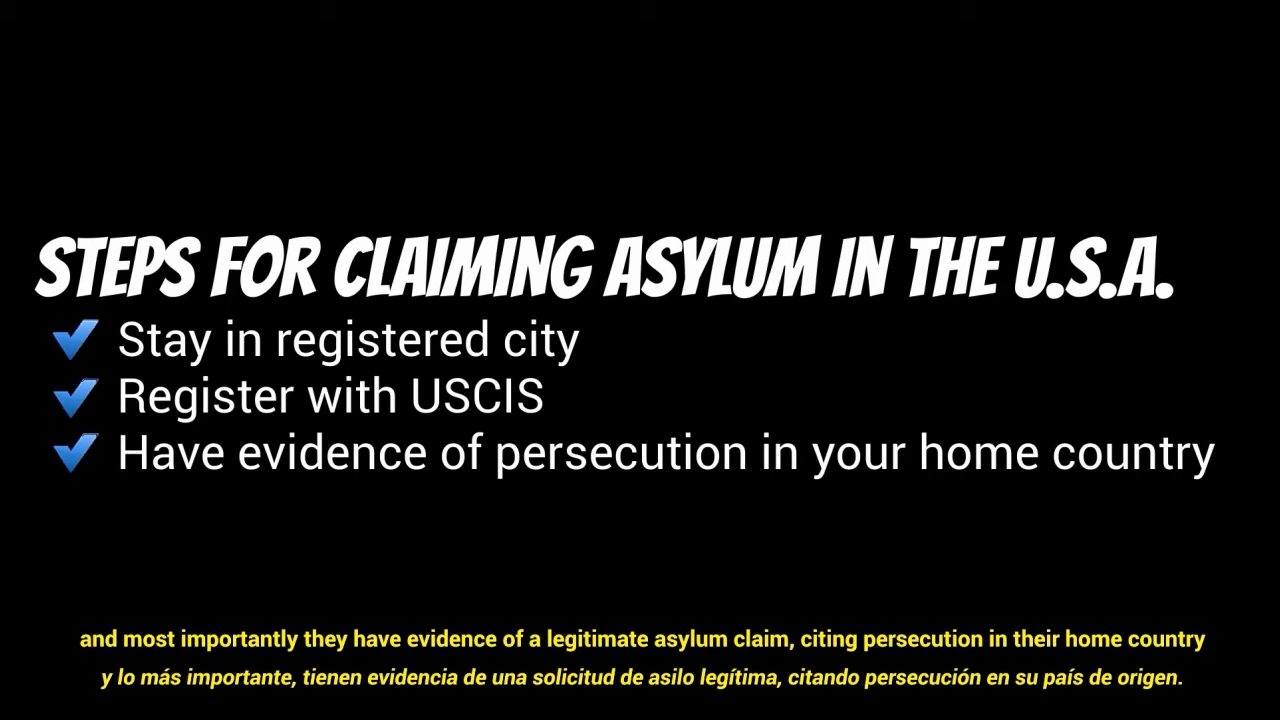 STEPS FOR CLAIMING ASYLUM IN THE U.S.A.
Stay in registered city
Register with USCIS
Have evidence of persecution in your home country
and most importantly they have evidence of a legitimate asylum claim, citing persecution in their home country
y lo más importante, tienen evidencia de una solicitud de asilo legítima, citando persecución en su país de origen.